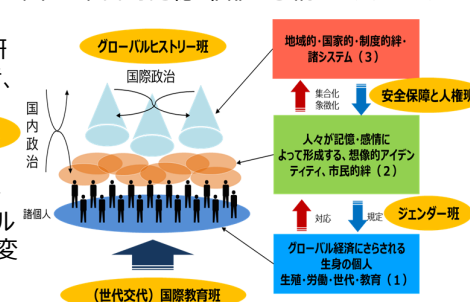 グローバルヒストリー班
国際政治
国内政治
諸個人
研
、
ル
変
（世代交代）国際教育班
地域的・国家的・制度的絆・
諸システム（３）
集合化
象徴化
安全保障と人権班
人々が記憶・感情に
よって形成する、想像的アイデン
ティティ、市民的絆（２）
対応
規定
ジェンダー班
グローバル経済にさらされる
生身の個人
生殖・労働・世代・教育（１）